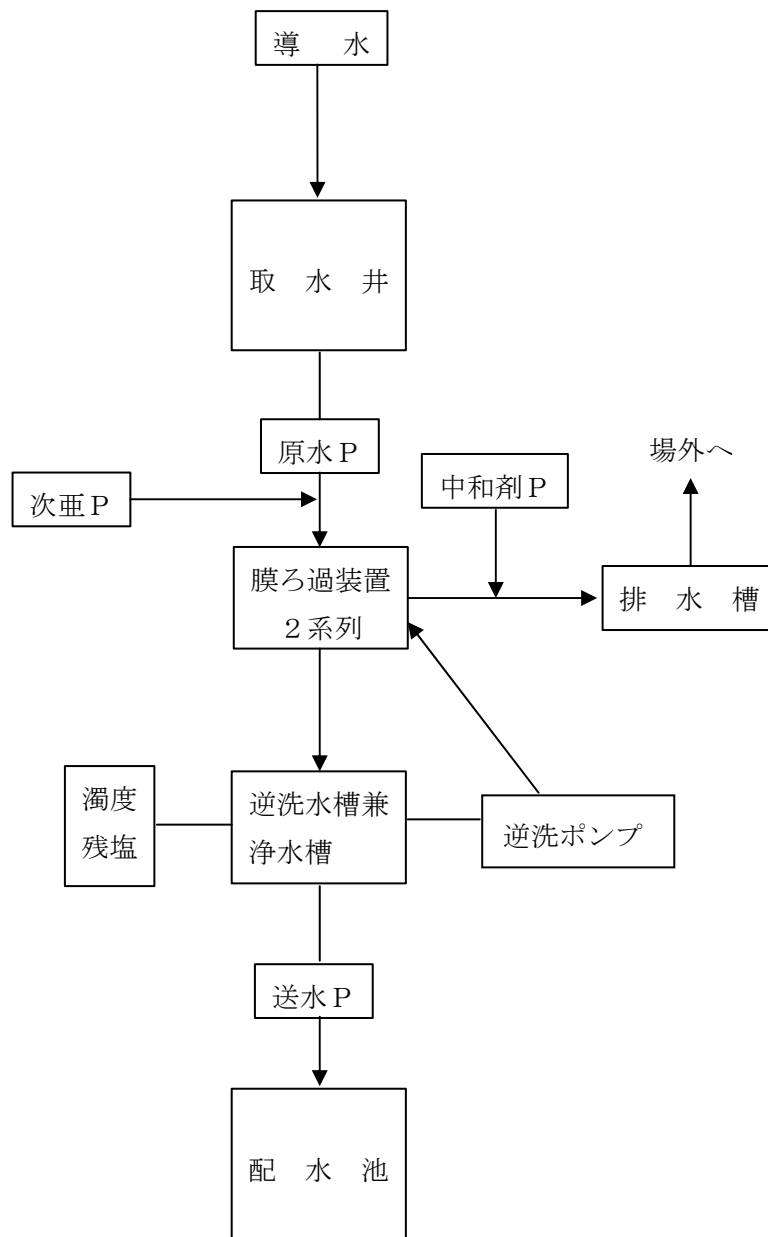 導　水
取　水　井
原水Ｐ
場外へ
中和剤Ｐ
次亜Ｐ
膜ろ過装置
２系列
排　水　槽
濁度
残塩
逆洗水槽兼
浄水槽
逆洗ポンプ
送水Ｐ
配　水　池